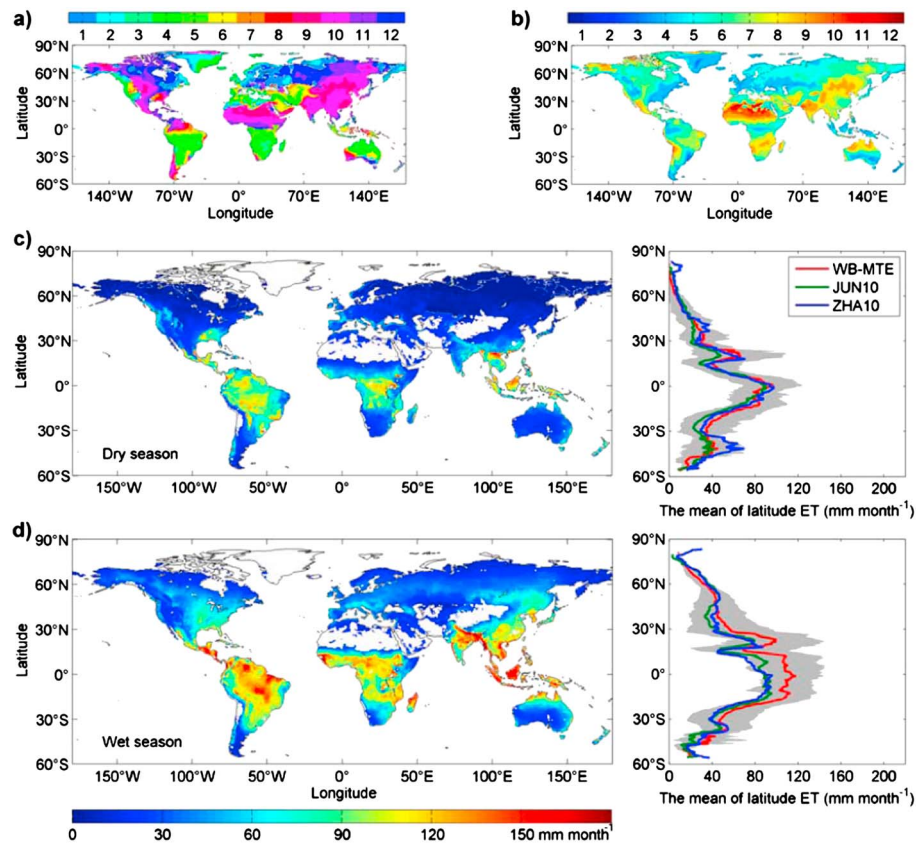 a)
1 2 3 4 5 6 7 8 9 10 11 12
90°N
60°N
30°N
0°
30°S
60°S
Latitude
140°W 70°W 0° 70°E 140°E
Longitude
b)
1 2 3 4 5 6 7 8 9 10 11 12
90°N
60°N
30°N
0°
30°S
60°S
Latitude
140°W 70°W 0° 70°E 140°E
Longitude
c)
90°N
60°N
30°N
0°
30°S
60°S
Latitude
Dry season
150°W 100°W 50°W 0° 50°E 100°E 150°E
90°N
60°N
30°N
0°
30°S
60°S
WB-MTE
JUN10
ZHA10
0 40 80 120 160 200
The mean of latitude ET (mm month-1)
d)
90°N
60°N
30°N
0°
30°S
60°S
Latitude
Wet season
150°W 100°W 50°W 0° 50°E 100°E 150°E
Longitude
90°N
60°N
30°N
0°
30°S
60°S
0 40 80 120 160 200
The mean of latitude ET (mm month-1)
0 30 60 90 120 150 mm month-1